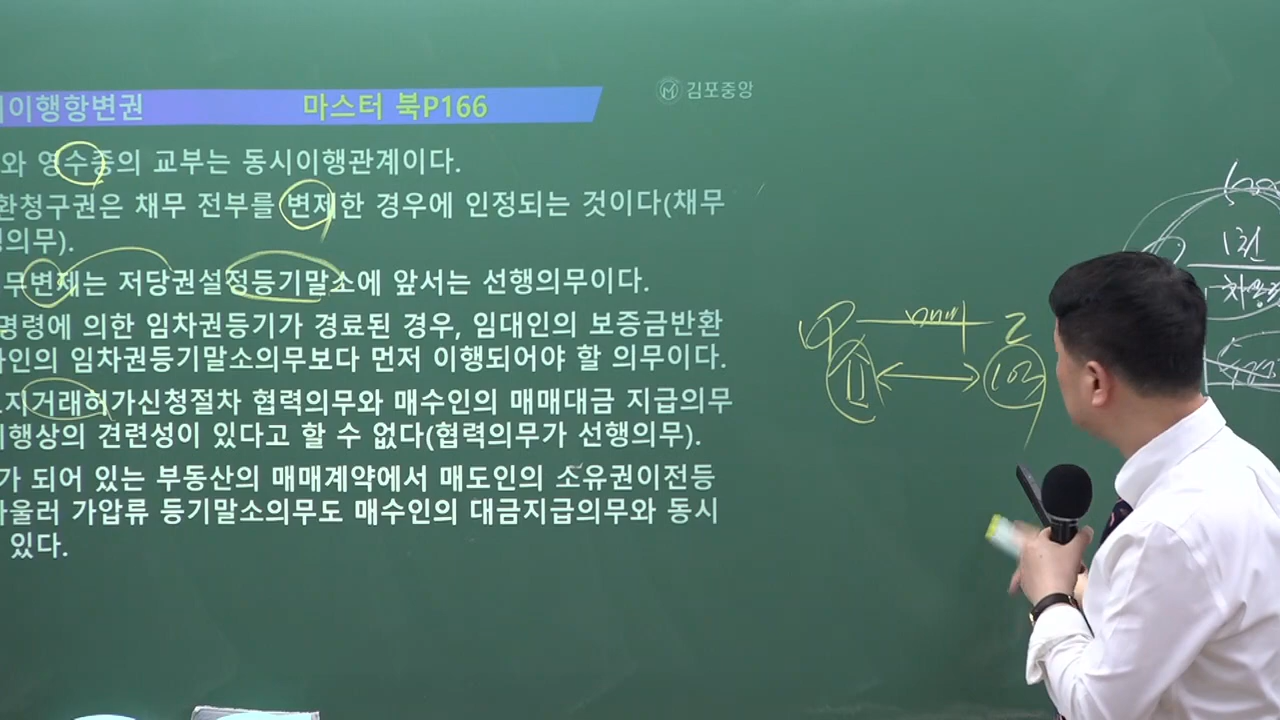 이행항변권 마스터 북P166
김포중앙
와 영수증의 교부는 동시이행관계이다.
환청구권은 채무 전부를 변제한 경우에 인정되는 것이다(채무
의무).
무변제는 저당권설정등기말소에 앞서는 선행의무이다.
명령에 의한 임차권등기가 경료된 경우, 임대인의 보증금반환
인의 임차권등기말소의무보다 먼저 이행되어야 할 의무이다.
지거래허가신청절차 협력의무와 매수인의 매매대금 지급의무
행상의 견련성이 있다고 할 수 없다(협력의무가 선행의무).
가 되어 있는 부동산의 매매계약에서 매도인의 소유권이전등
아울러 가압류 등기말소의무도 매수인의 대금지급의무와 동시
있다.
甲 매매 乙
1억
1천